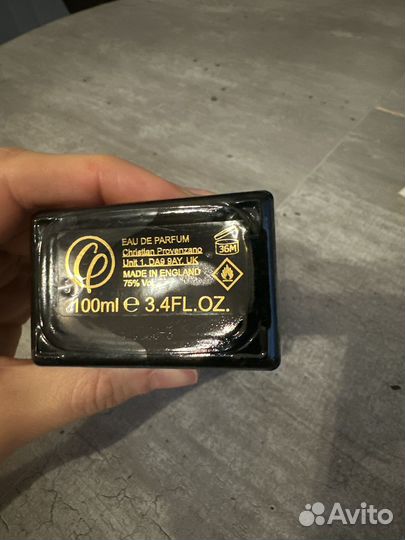 EAU DE PARFUM
Christian Provenzano
Unit 1, DA9 9AY, UK
MADE IN ENGLAND
75% Vol
36M
100ml ℮ 3.4FL.OZ.
Avito